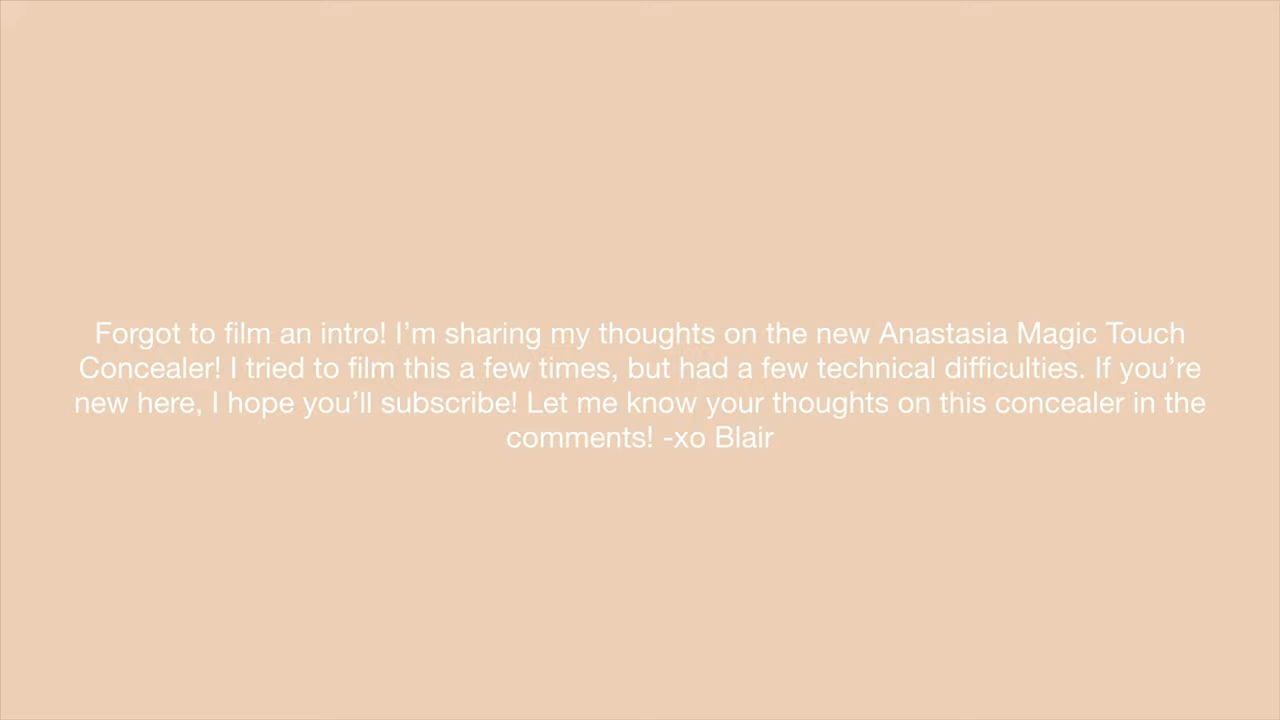 Forgot to film an intro! I’m sharing my thoughts on the new Anastasia Magic Touch
Concealer! I tried to film this a few times, but had a few technical difficulties. If you’re
new here, I hope you’ll subscribe! Let me know your thoughts on this concealer in the
comments! -xo Blair